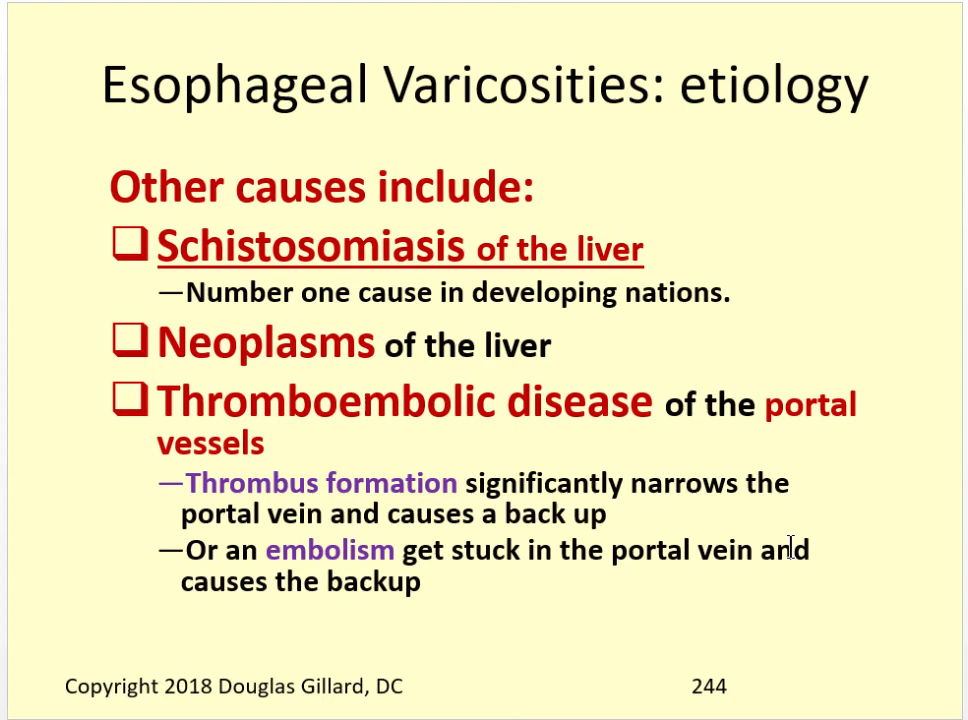 Esophageal Varicosities: etiology
Other causes include:
❑ Schistosomiasis of the liver
—Number one cause in developing nations.
❑ Neoplasms of the liver
❑ Thromboembolic disease of the portal
vessels
—Thrombus formation significantly narrows the
portal vein and causes a back up
—Or an embolism get stuck in the portal vein and
causes the backup
Copyright 2018 Douglas Gillard, DC 244